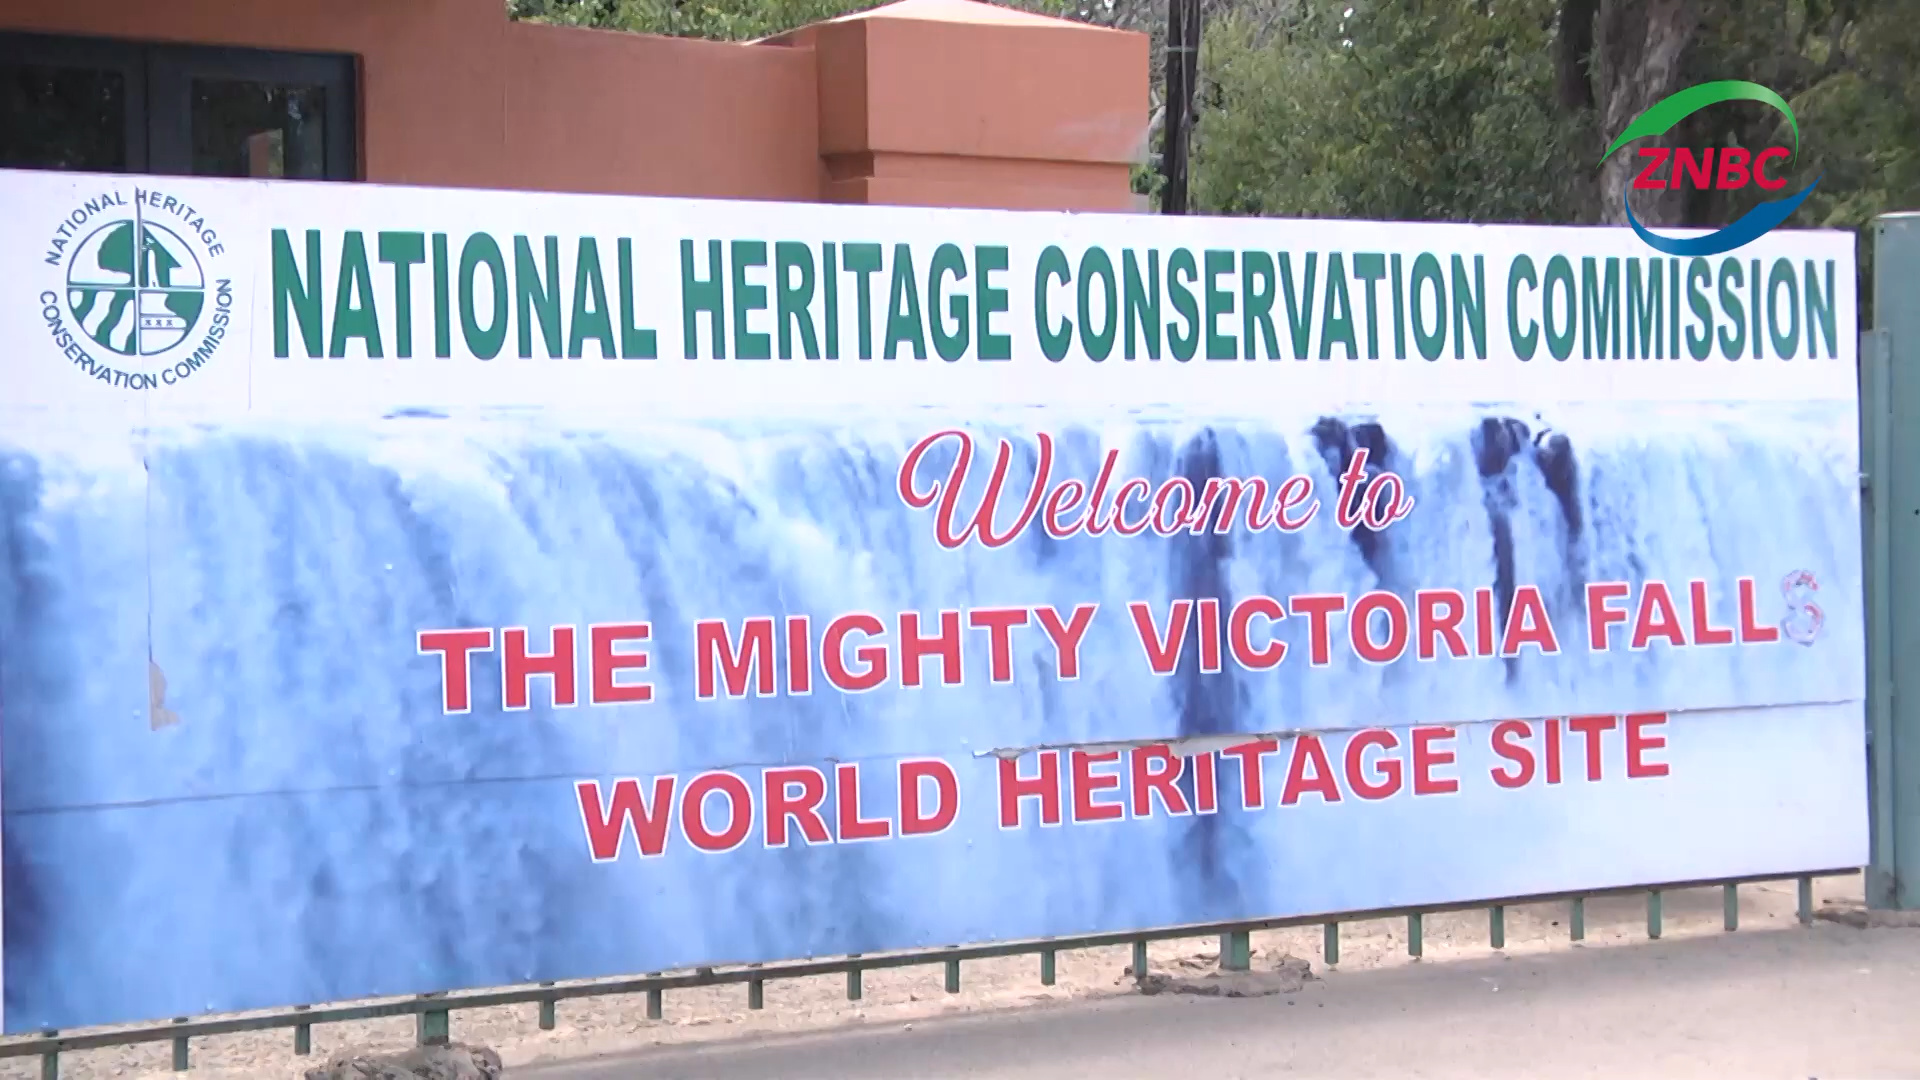 ZNBC
NATIONAL HERITAGE
CONSERVATION COMMISSION
NATIONAL HERITAGE CONSERVATION COMMISSION
Welcome to
THE MIGHTY VICTORIA FALLS
WORLD HERITAGE SITE